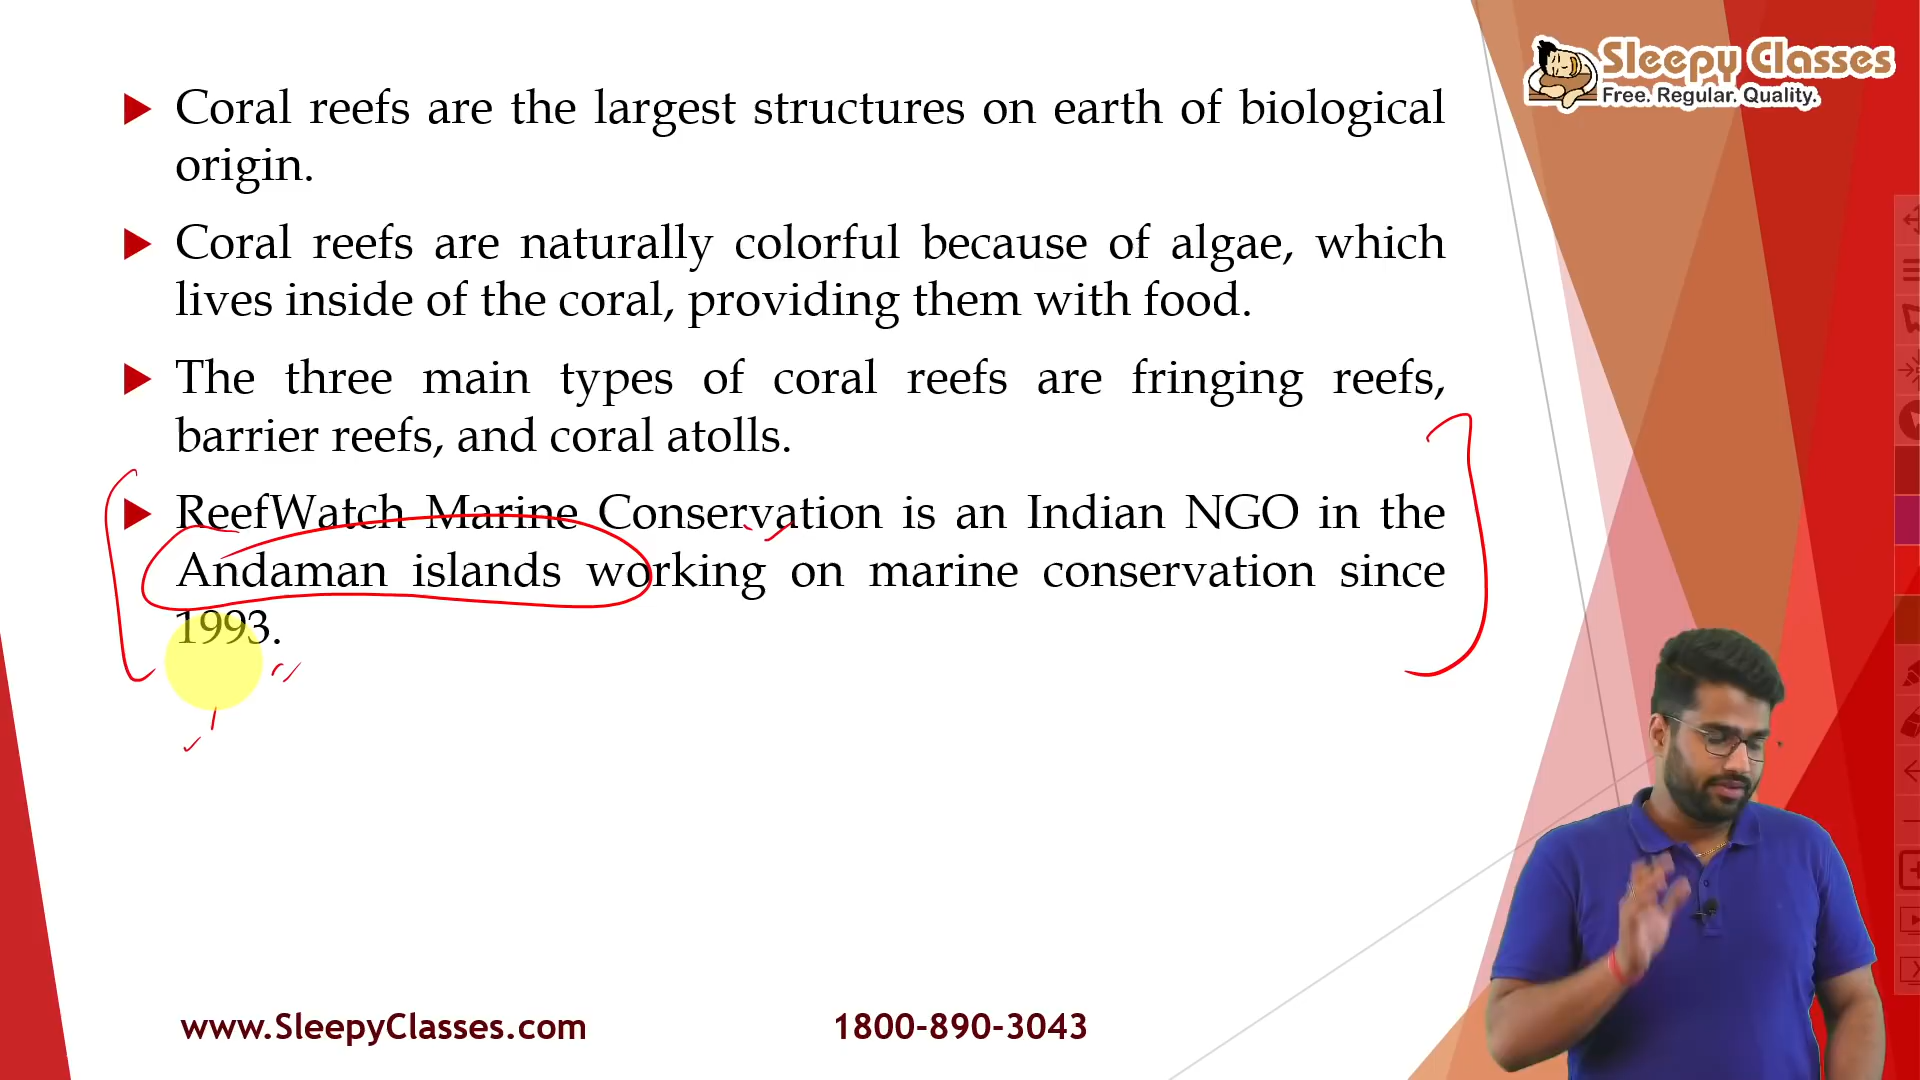 Sleepy Classes
Free. Regular. Quality.
Coral reefs are the largest structures on earth of biological
origin.
Coral reefs are naturally colorful because of algae, which
lives inside of the coral, providing them with food.
The three main types of coral reefs are fringing reefs,
barrier reefs, and coral atolls.
ReefWatch Marine Conservation is an Indian NGO in the
Andaman islands working on marine conservation since
1993.
www.SleepyClasses.com 1800-890-3043